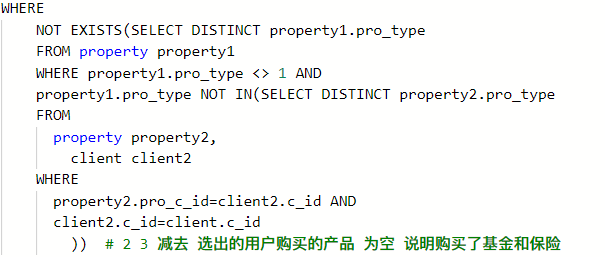 WHERE
NOT EXISTS(SELECT DISTINCT property1.pro_type
FROM property property1
WHERE property1.pro_type <> 1 AND
property1.pro_type NOT IN(SELECT DISTINCT property2.pro_type
FROM
property property2,
client client2
WHERE
property2.pro_c_id=client2.c_id AND
client2.c_id=client.c_id
)) # 2 3 减去 选出的用户购买的产品 为空 说明购买了基金和保险